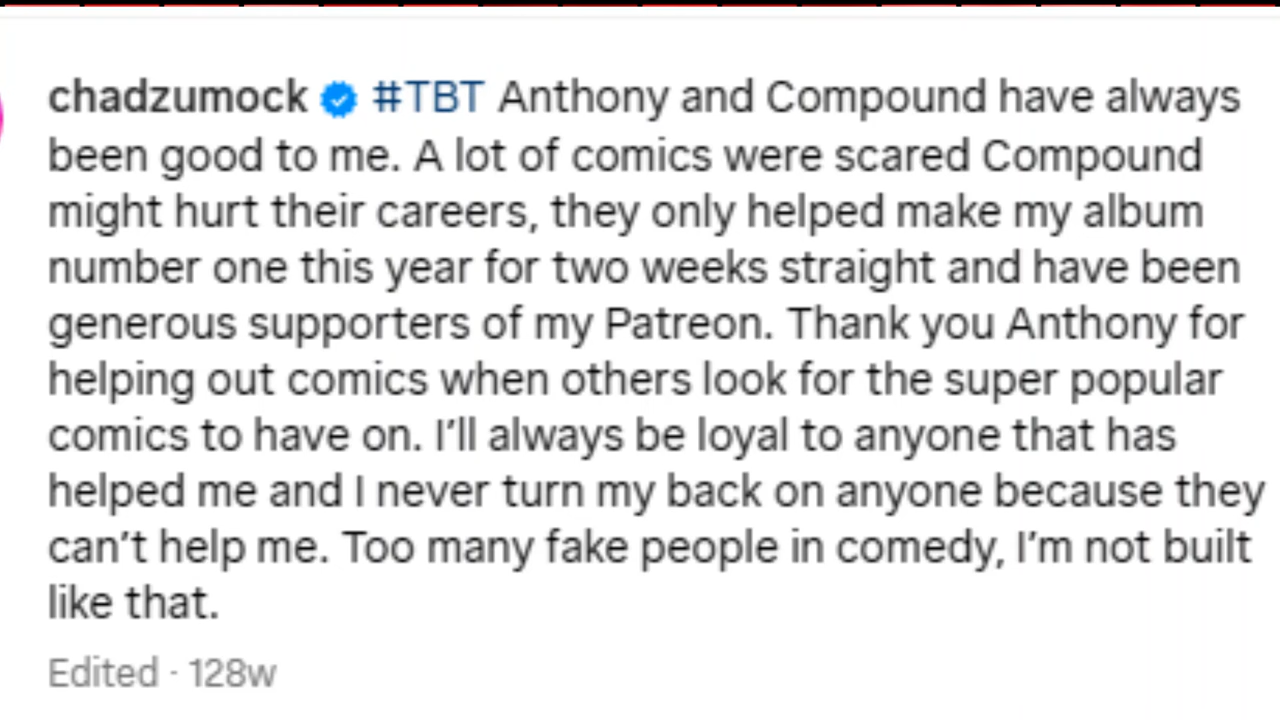 chadzumock #TBT Anthony and Compound have always
been good to me. A lot of comics were scared Compound
might hurt their careers, they only helped make my album
number one this year for two weeks straight and have been
generous supporters of my Patreon. Thank you Anthony for
helping out comics when others look for the super popular
comics to have on. I’ll always be loyal to anyone that has
helped me and I never turn my back on anyone because they
can’t help me. Too many fake people in comedy, I’m not built
like that.
Edited · 128w